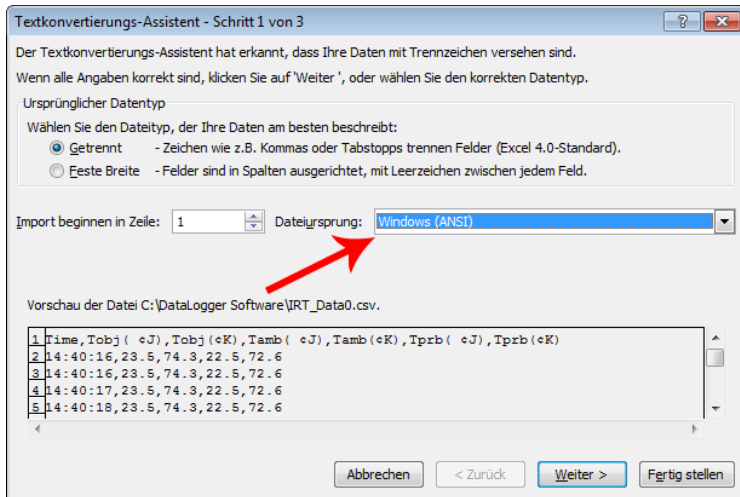 Textkonvertierungs-Assistent - Schritt 1 von 3
Der Textkonvertierungs-Assistent hat erkannt, dass Ihre Daten mit Trennzeichen versehen sind.
Wenn alle Angaben korrekt sind, klicken Sie auf 'Weiter ', oder wählen Sie den korrekten Datentyp.
Ursprünglicher Datentyp
Wählen Sie den Dateityp, der Ihre Daten am besten beschreibt:
Getrennt - Zeichen wie z.B. Kommas oder Tabstopps trennen Felder (Excel 4.0-Standard).
Feste Breite - Felder sind in Spalten ausgerichtet, mit Leerzeichen zwischen jedem Feld.
Import beginnen in Zeile: 1 Dateiursprung: Windows (ANSI)
Vorschau der Datei C:\DataLogger Software\IRT_Data0.csv.
1 Time,Tobj( ¢J),Tobj(¢K),Tamb( ¢J),Tamb(¢K),Tprb( ¢J),Tprb(¢K)
2 14:40:16,23.5,74.3,22.5,72.6
3 14:40:16,23.5,74.3,22.5,72.6
4 14:40:17,23.5,74.3,22.5,72.6
5 14:40:18,23.5,74.3,22.5,72.6
Abbrechen < Zurück Weiter > Fertig stellen